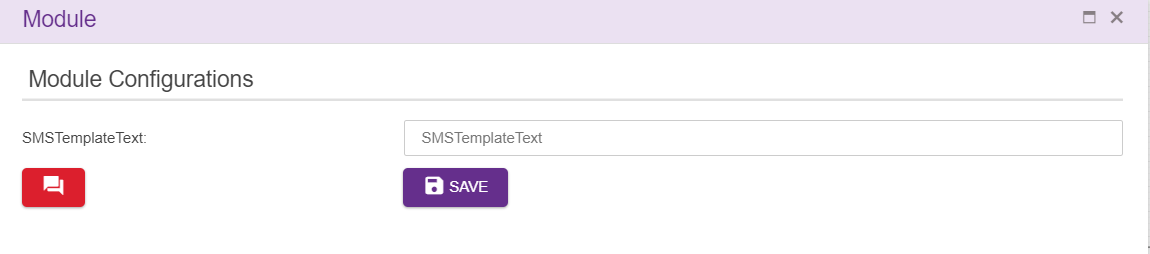 Module
Module Configurations
SMSTemplateText:
SMSTemplateText
SAVE